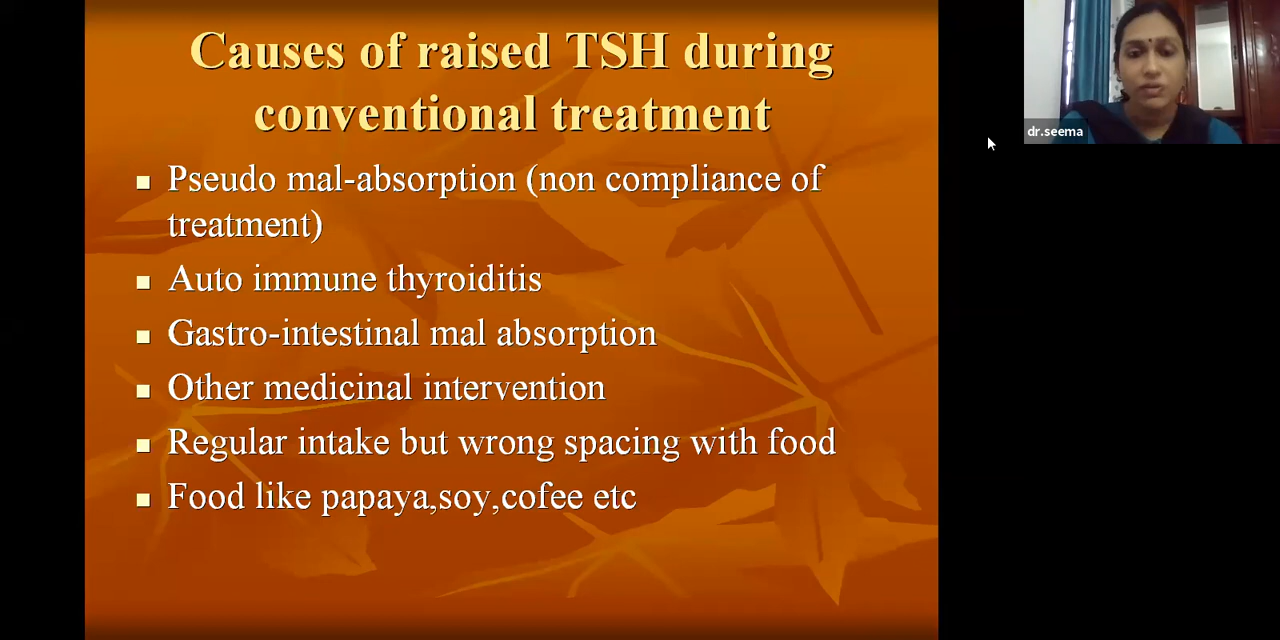 Causes of raised TSH during
conventional treatment
Pseudo mal-absorption (non compliance of
treatment)
Auto immune thyroiditis
Gastro-intestinal mal absorption
Other medicinal intervention
Regular intake but wrong spacing with food
Food like papaya,soy,cofee etc
dr.seema